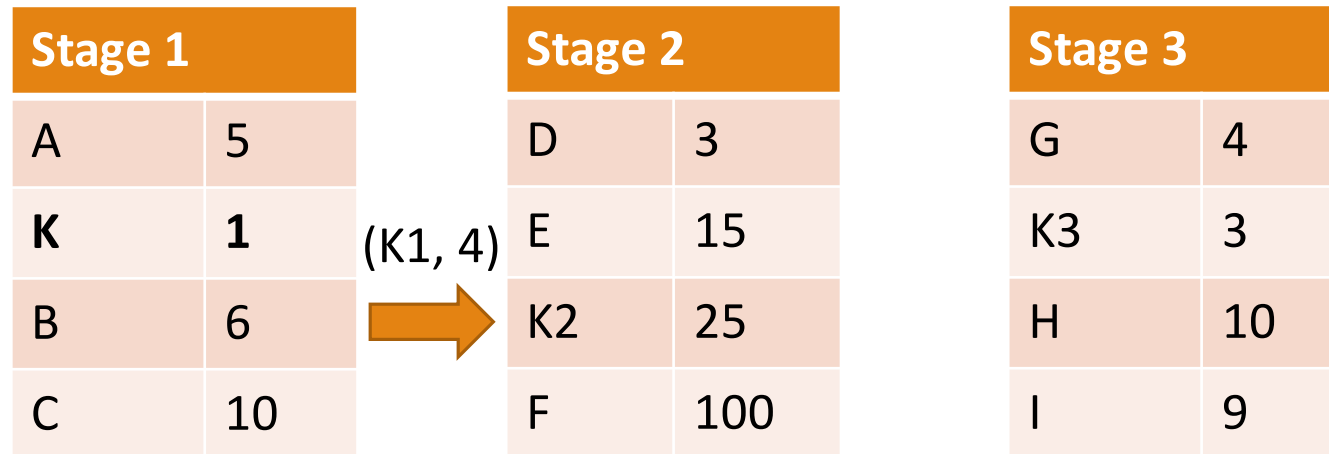 Stage 1
A 5
K 1
B 6
C 10
(K1, 4)
Stage 2
D 3
E 15
K2 25
F 100
Stage 3
G 4
K3 3
H 10
I 9